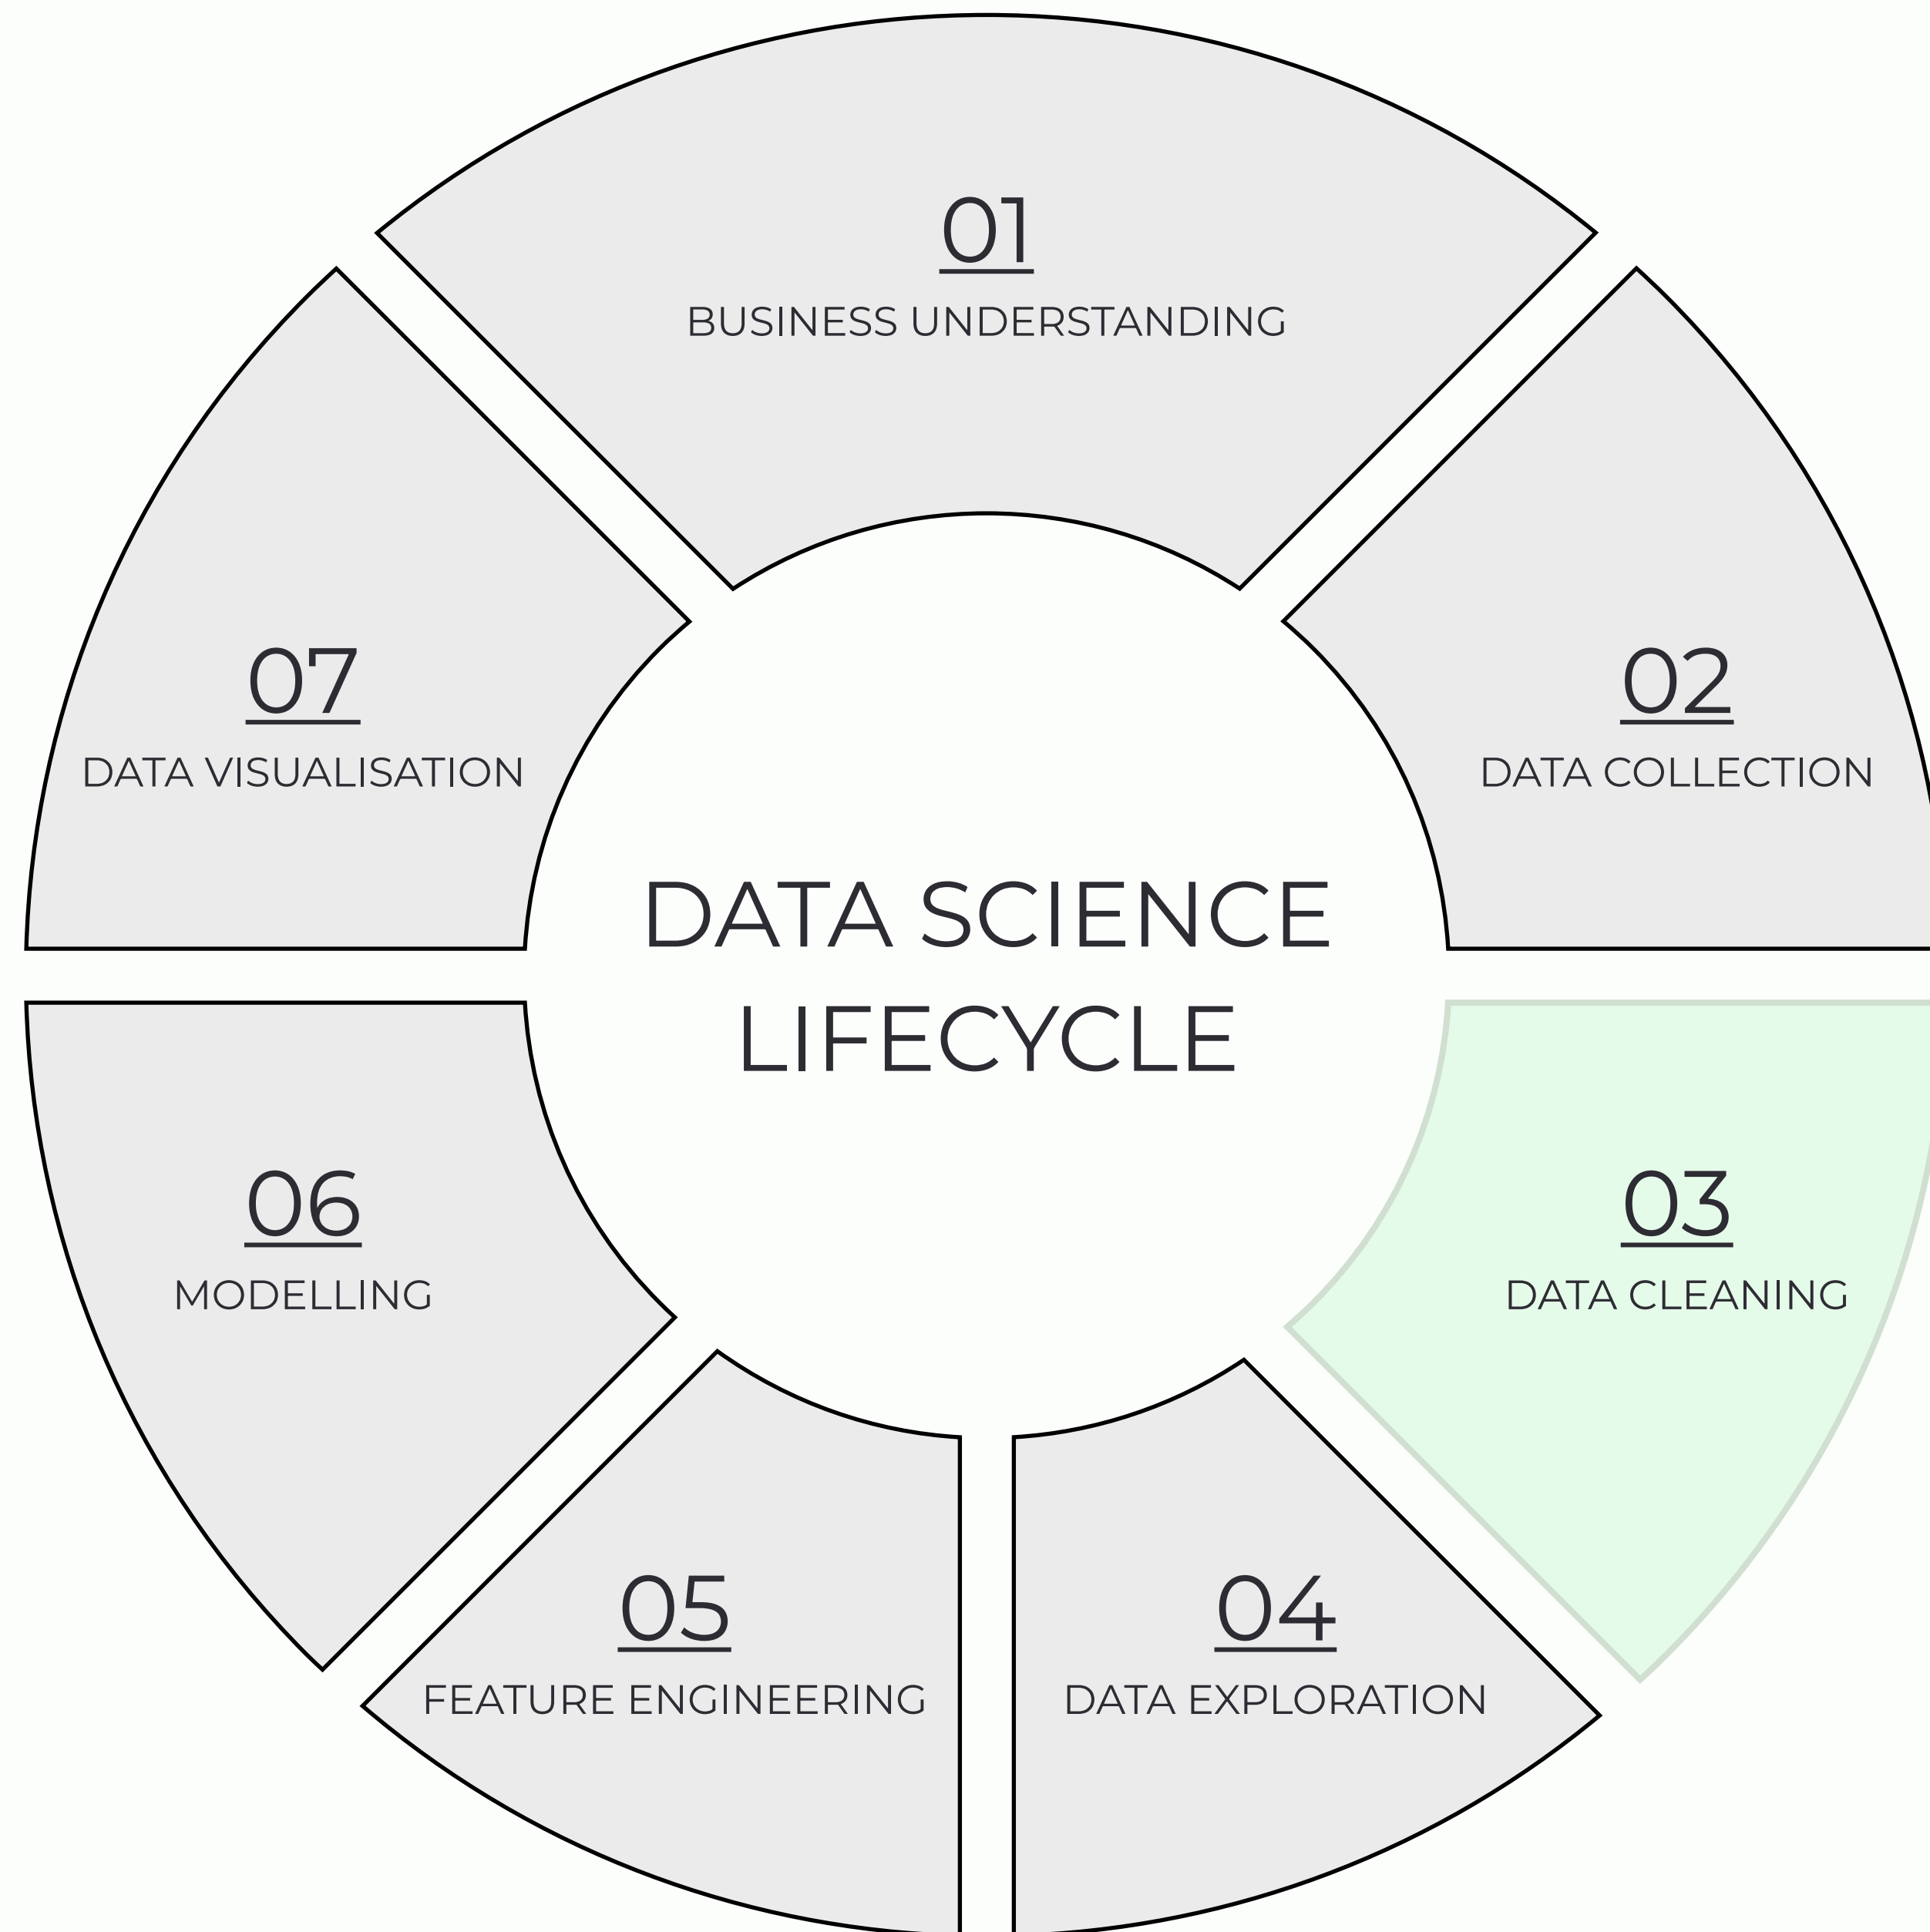 01
BUSINESS UNDERSTANDING
07
DATA VISUALISATION
02
DATA COLLECTION
DATA SCIENCE
LIFECYCLE
06
MODELLING
03
DATA CLEANING
05
FEATURE ENGINEERING
04
DATA EXPLORATION